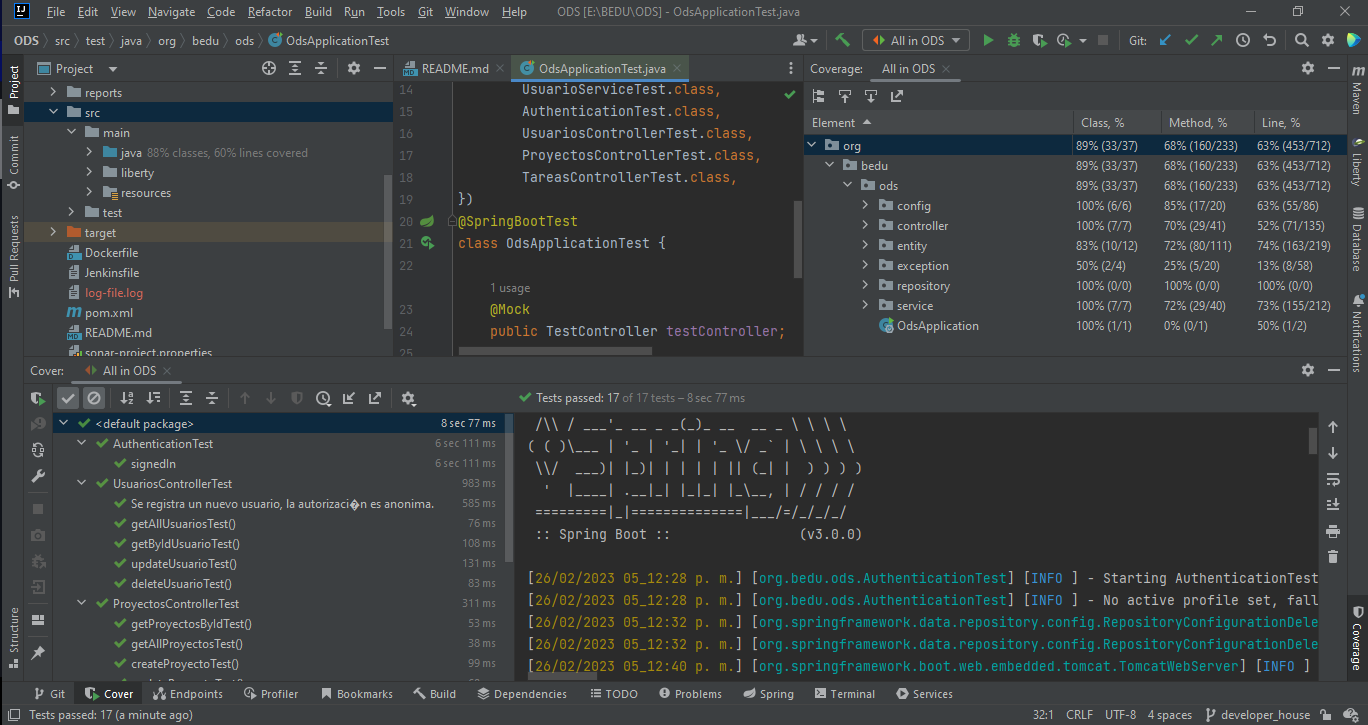 File Edit View Navigate Code Refactor Build Run Tools Git Window Help ODS [E:\BEDU\ODS] - OdsApplicationTest.java
ODS src test java org bedu ods OdsApplicationTest All in ODS Git:
Project
README.md OdsApplicationTest.java
Coverage: All in ODS
Project
Commit
Pull Requests
Structure
reports
src
main
java 88% classes, 60% lines covered
liberty
resources
test
target
Dockerfile
Jenkinsfile
log-file.log
pom.xml
README.md
sonar-project.properties
14 UsuarioServiceTest.class,
15 AuthenticationTest.class,
16 UsuariosControllerTest.class,
17 ProyectosControllerTest.class,
18 TareasControllerTest.class,
19 })
20 @SpringBootTest
21 class OdsApplicationTest {
22
1 usage
23 @Mock
24 public TestController testController;
25
Element Class, % Method, % Line, %
org 89% (33/37) 68% (160/233) 63% (453/712)
bedu 89% (33/37) 68% (160/233) 63% (453/712)
ods 89% (33/37) 68% (160/233) 63% (453/712)
config 100% (6/6) 85% (17/20) 63% (55/86)
controller 100% (7/7) 70% (29/41) 52% (71/135)
entity 83% (10/12) 72% (80/111) 74% (163/219)
exception 50% (2/4) 25% (5/20) 13% (8/58)
repository 100% (0/0) 100% (0/0) 100% (0/0)
service 100% (7/7) 72% (29/40) 73% (155/212)
OdsApplication 100% (1/1) 0% (0/1) 50% (1/2)
Maven
Liberty
Database
Notifications
Coverage
Cover: All in ODS
Tests passed: 17 of 17 tests – 8 sec 77 ms
<default package> 8 sec 77 ms
AuthenticationTest 6 sec 111 ms
signedIn 6 sec 111 ms
UsuariosControllerTest 983 ms
Se registra un nuevo usuario, la autorizaci�n es anonima. 585 ms
getAllUsuariosTest() 76 ms
getByIdUsuarioTest() 108 ms
updateUsuarioTest() 131 ms
deleteUsuarioTest() 83 ms
ProyectosControllerTest 311 ms
getProyectosByIdTest() 53 ms
getAllProyectosTest() 38 ms
createProyectoTest() 99 ms
/\\ / ___'_ __ _ _(_)_ __  __ _ \ \ \ \
( ( )\___ | '_ | '_| | '_ \/ _` | \ \ \ \
\\/  ___)| |_)| | | | | || (_| |  ) ) ) )
'  |____| .__|_| |_|_| |_\__, | / / / /
=========|_|==============|___/=/_/_/_/
:: Spring Boot :: (v3.0.0)
[26/02/2023 05_12:28 p. m.] [org.bedu.ods.AuthenticationTest] [INFO ] - Starting AuthenticationTest
[26/02/2023 05_12:28 p. m.] [org.bedu.ods.AuthenticationTest] [INFO ] - No active profile set, fall
[26/02/2023 05_12:32 p. m.] [org.springframework.data.repository.config.RepositoryConfigurationDele
[26/02/2023 05_12:32 p. m.] [org.springframework.data.repository.config.RepositoryConfigurationDele
[26/02/2023 05_12:40 p. m.] [org.springframework.boot.web.embedded.tomcat.TomcatWebServer] [INFO ]
Git Cover Endpoints Profiler Bookmarks Build Dependencies TODO Problems Spring Terminal Services
Tests passed: 17 (a minute ago) 32:1 CRLF UTF-8 4 spaces developer_house